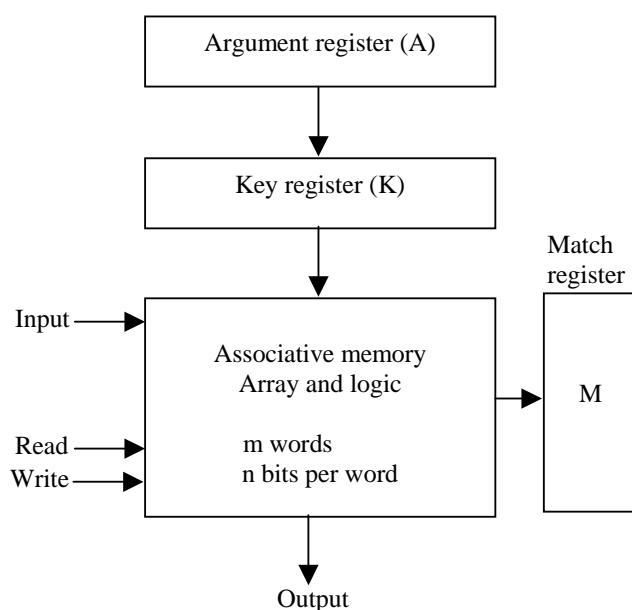 Argument register (A)
Key register (K)
Match
register
Input
Associative memory
Array and logic
M
Read
m words
Write
n bits per word
Output